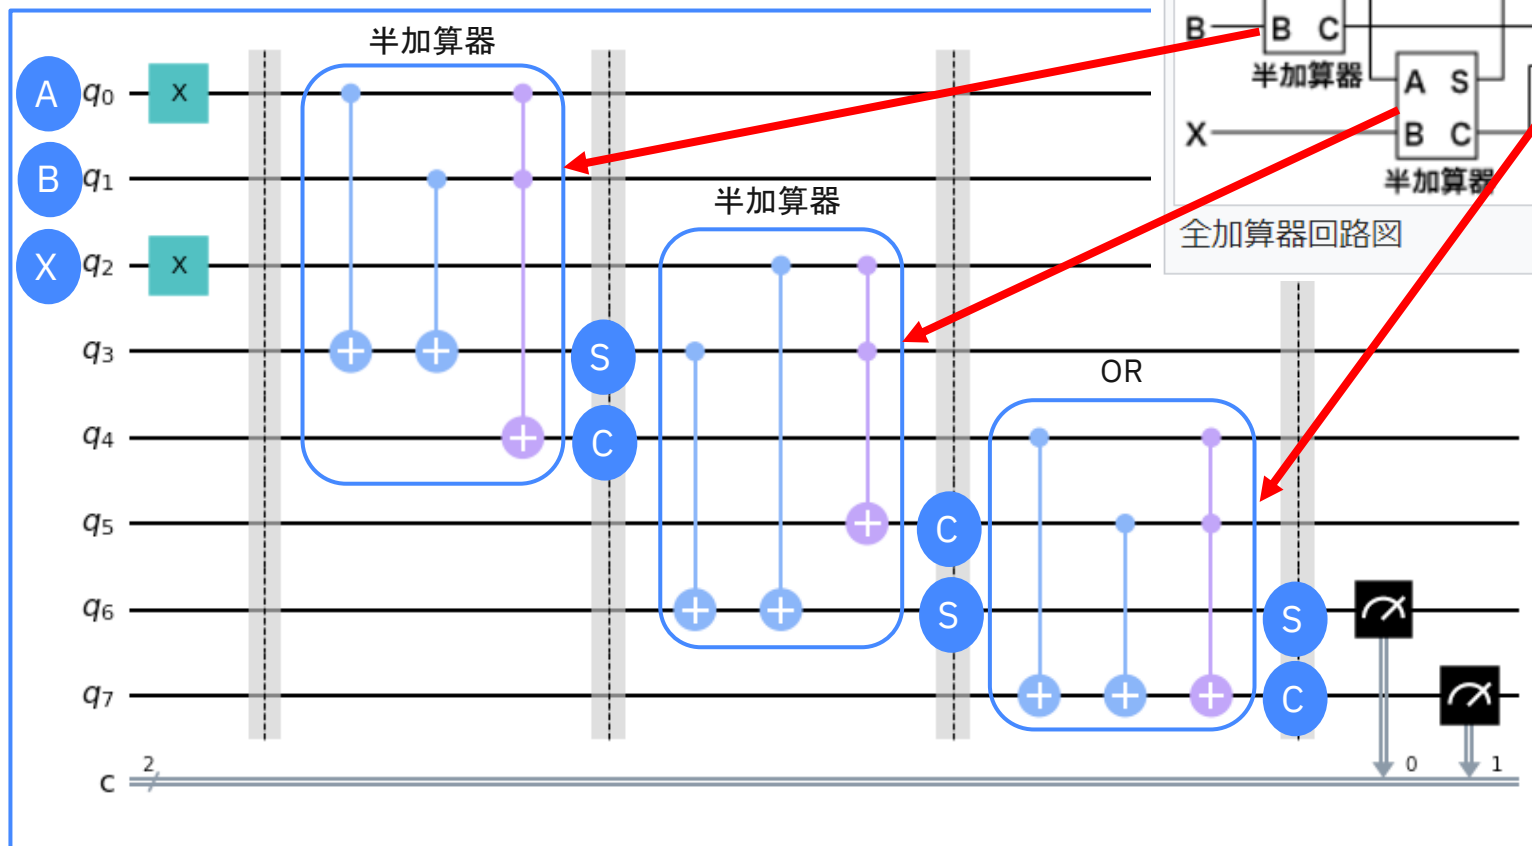 半加算器
B B C
半加算器
A S
X B C
半加算器
全加算器回路図
A q0 X
B q1
半加算器
X q2 X
q3 S
OR
q4 C
q5 C
q6 S S
q7 C
c 2 0 1